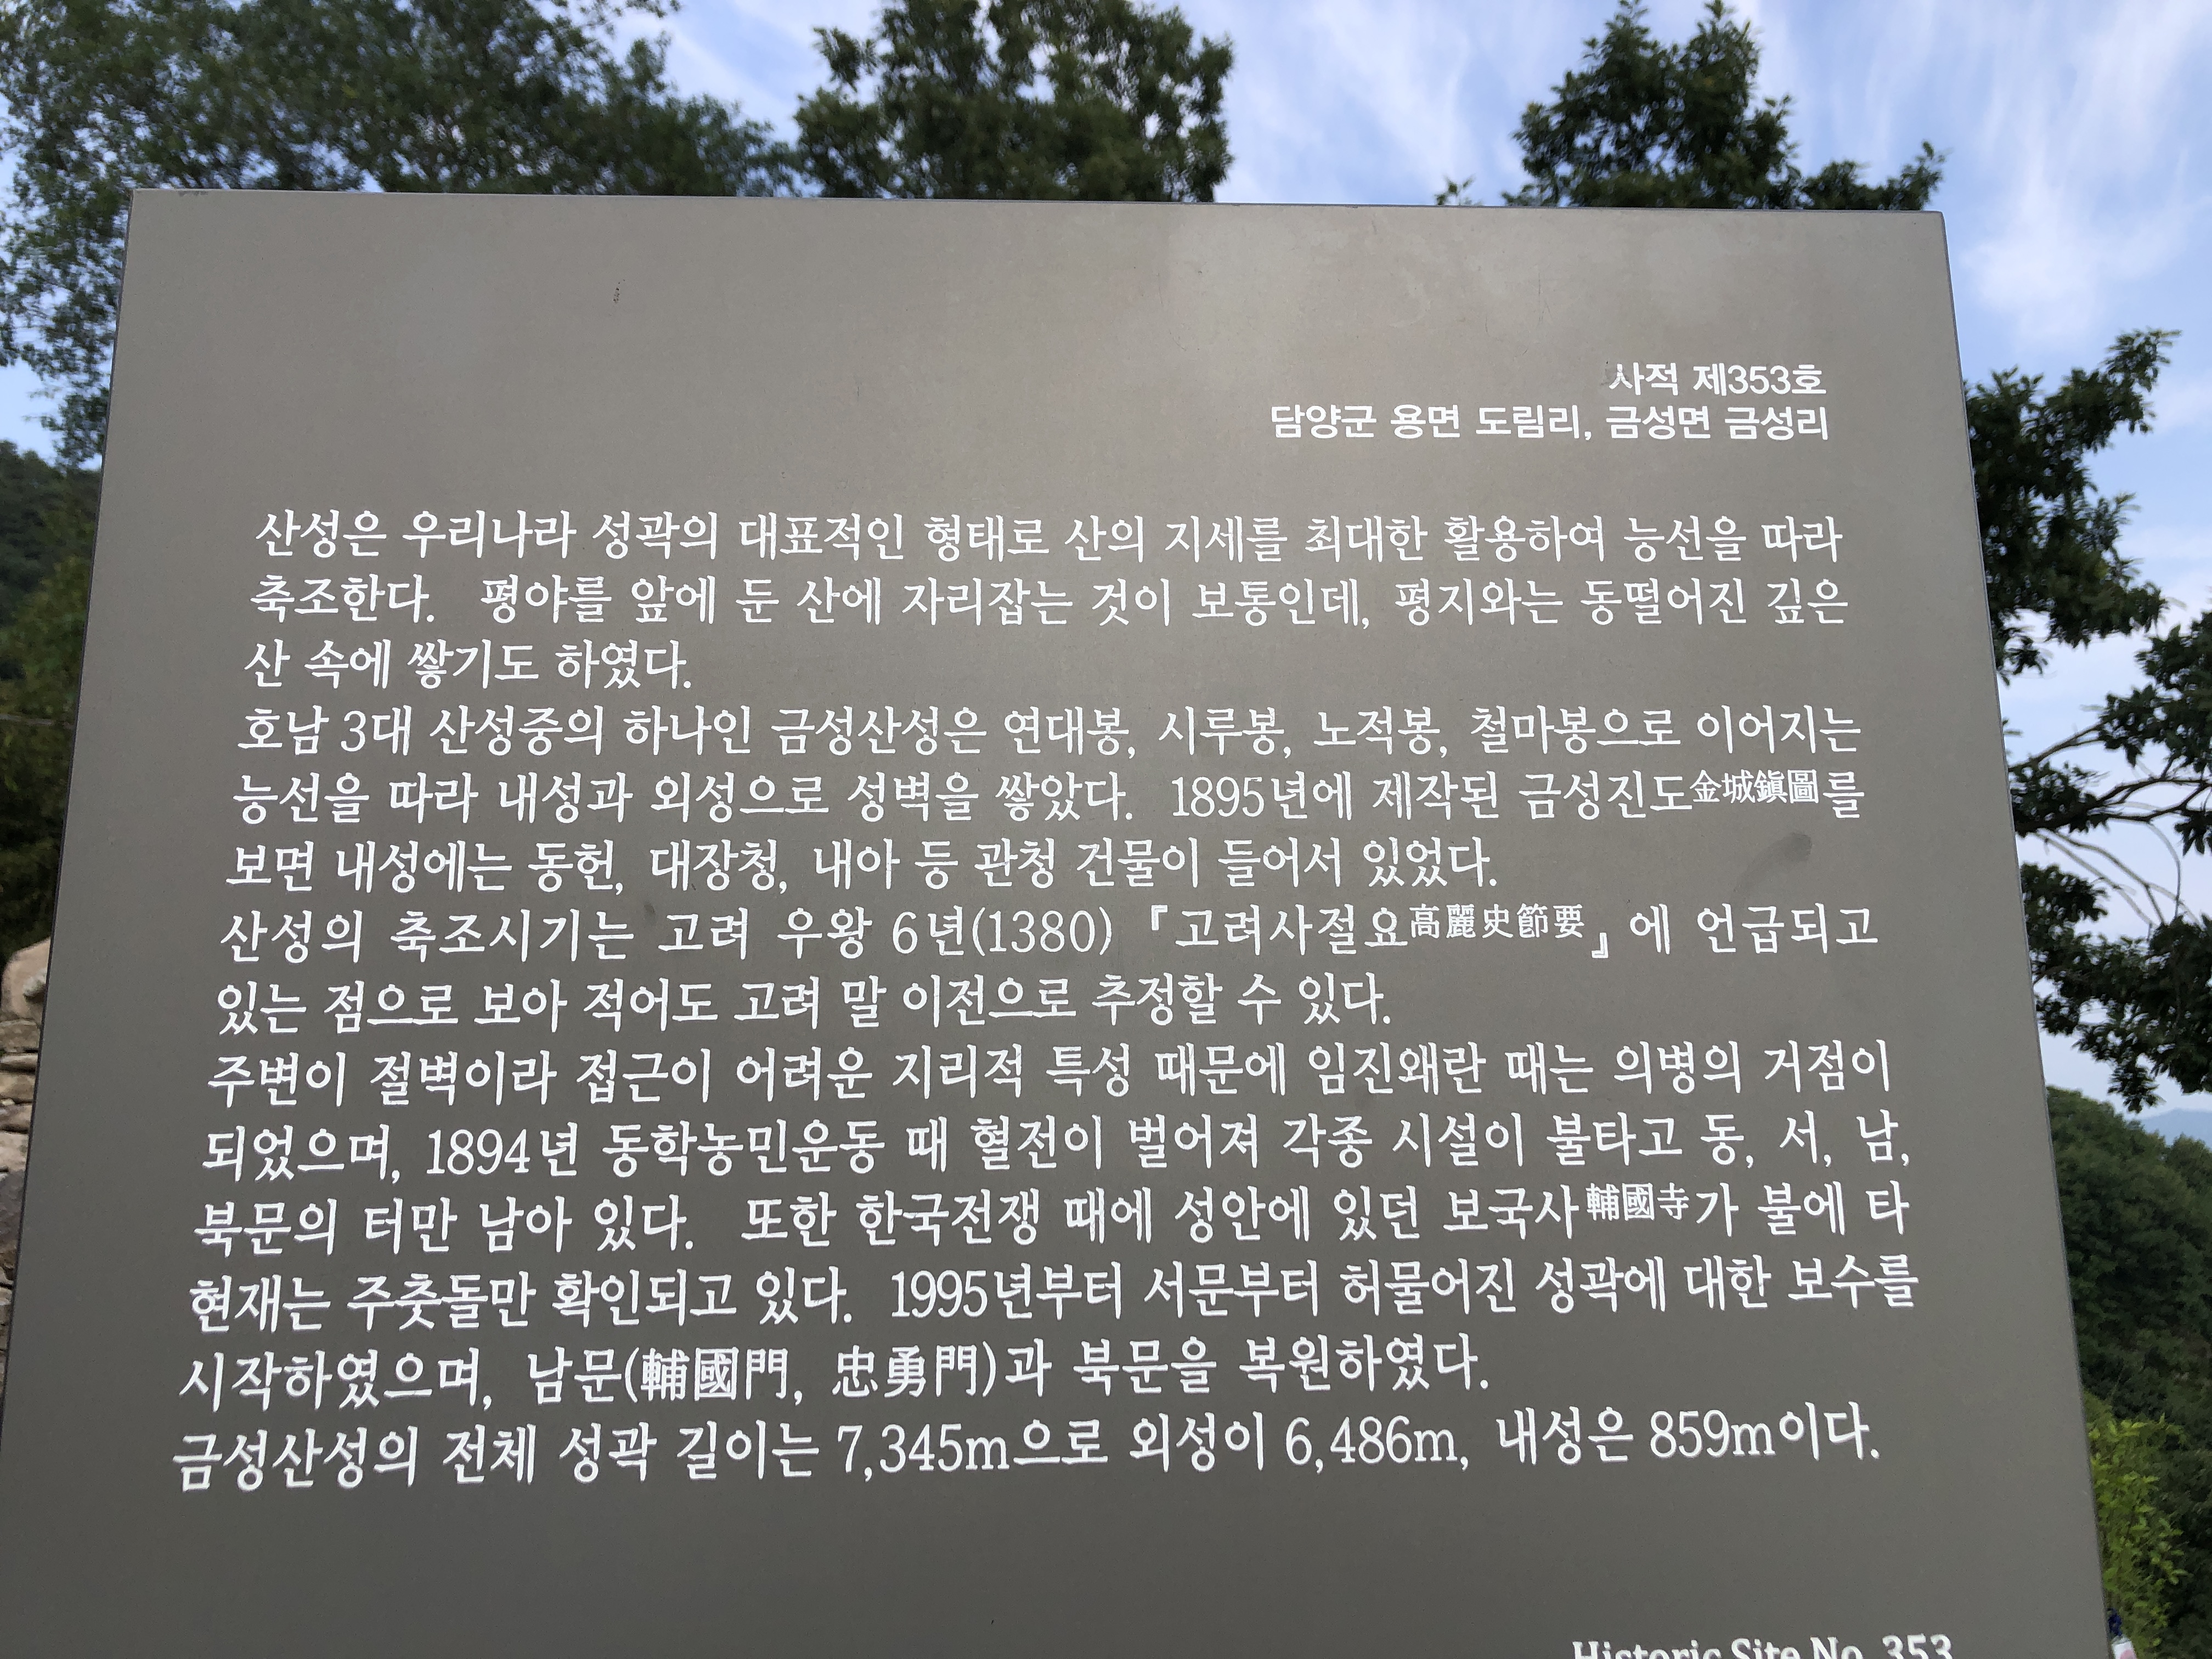 사적 제353호
담양군 용면 도림리, 금성면 금성리
산성은 우리나라 성곽의 대표적인 형태로 산의 지세를 최대한 활용하여 능선을 따라
축조한다. 평야를 앞에 둔 산에 자리잡는 것이 보통인데, 평지와는 동떨어진 깊은
산 속에 쌓기도 하였다.
호남 3대 산성중의 하나인 금성산성은 연대봉, 시루봉, 노적봉, 철마봉으로 이어지는
능선을 따라 내성과 외성으로 성벽을 쌓았다. 1895년에 제작된 금성진도金城鎭圖를
보면 내성에는 동헌, 대장청, 내아 등 관청 건물이 들어서 있었다.
산성의 축조시기는 고려 우왕 6년(1380) 『고려사절요高麗史節要』에 언급되고
있는 점으로 보아 적어도 고려 말 이전으로 추정할 수 있다.
주변이 절벽이라 접근이 어려운 지리적 특성 때문에 임진왜란 때는 의병의 거점이
되었으며, 1894년 동학농민운동 때 혈전이 벌어져 각종 시설이 불타고 동, 서, 남,
북문의 터만 남아 있다. 또한 한국전쟁 때에 성안에 있던 보국사輔國寺가 불에 타
현재는 주춧돌만 확인되고 있다. 1995년부터 서문부터 허물어진 성곽에 대한 보수를
시작하였으며, 남문(輔國門, 忠勇門)과 북문을 복원하였다.
금성산성의 전체 성곽 길이는 7,345m으로 외성이 6,486m, 내성은 859m이다.
Historic Site No. 353